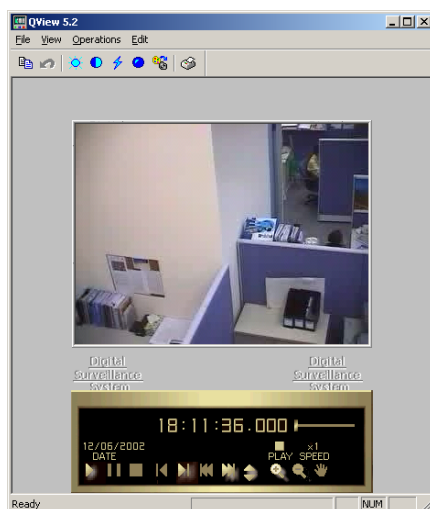 QView 5.2
File View Operations Edit
Digital
Surveillance
System
Digital
Surveillance
System
18:11:36.000
12/06/2002
DATE
x1
PLAY SPEED
Ready
NUM